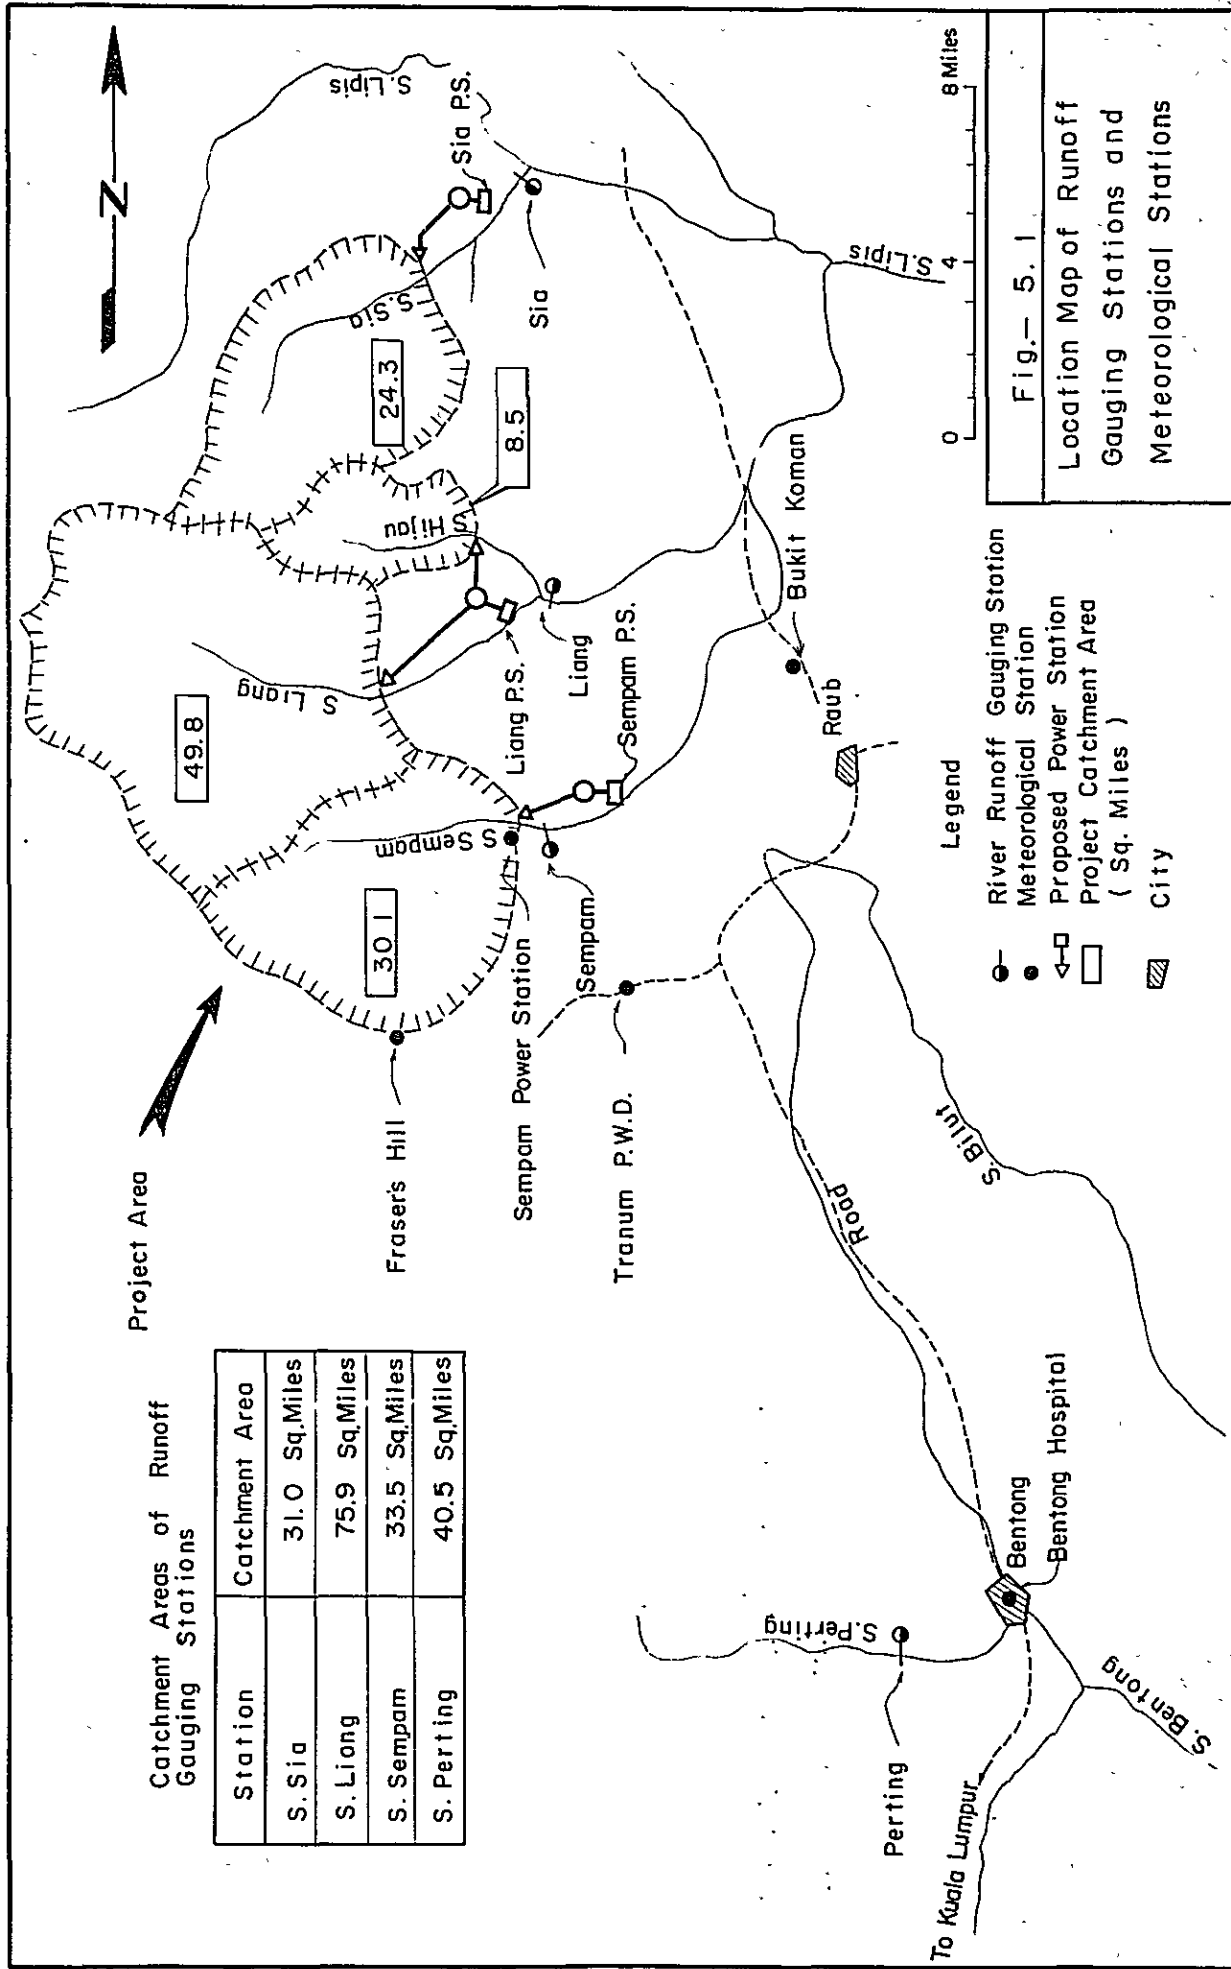 Catchment Areas of Runoff
Gauging Stations
Station Catchment Area
S. Sia 31.0 Sq.Miles
S. Liang 75.9 Sq.Miles
S. Sempam 33.5 Sq.Miles
S. Perting 40.5 Sq.Miles
Project Area
N
49.8
30.1
24.3
8.5
S. Lipis
Sia P.S.
S. Sia
Sia
S. Hijau
S. Liang
Liang P.S.
Liang
S. Sempam
Sempam P.S.
Sempam
Sempam Power Station
Fraser's Hill
Tranum P.W.D.
S. Lipis
Bukit Koman
Raub
Road
S. Bilut
S. Perting
Perting
Bentong
Bentong Hospital
S. Bentong
To Kuala Lumpur
Legend
River Runoff Gauging Station
Meteorological Station
Proposed Power Station
Project Catchment Area
( Sq. Miles )
City
0 4 8 Miles
Fig.— 5. 1
Location Map of Runoff
Gauging Stations and
Meteorological Stations